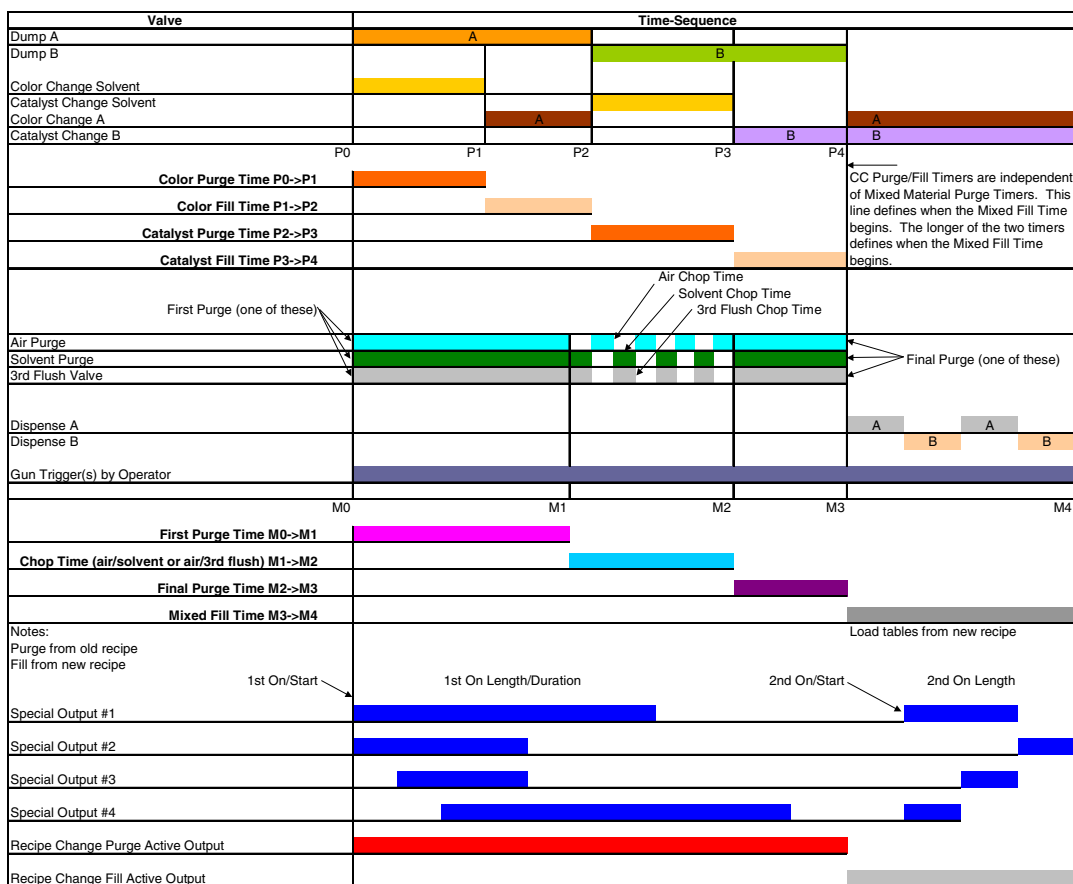 Valve Time-Sequence
Dump A A
Dump B B
Color Change Solvent
Catalyst Change Solvent
Color Change A A A
Catalyst Change B B B
P0 P1 P2 P3 P4
CC Purge/Fill Timers are independent
of Mixed Material Purge Timers. This
line defines when the Mixed Fill Time
begins. The longer of the two timers
defines when the Mixed Fill Time
begins.
Color Purge Time P0->P1
Color Fill Time P1->P2
Catalyst Purge Time P2->P3
Catalyst Fill Time P3->P4
Air Chop Time
Solvent Chop Time
First Purge (one of these) 3rd Flush Chop Time
Air Purge
Solvent Purge Final Purge (one of these)
3rd Flush Valve
Dispense A A A
Dispense B B B
Gun Trigger(s) by Operator
M0 M1 M2 M3 M4
First Purge Time M0->M1
Chop Time (air/solvent or air/3rd flush) M1->M2
Final Purge Time M2->M3
Mixed Fill Time M3->M4
Notes: Load tables from new recipe
Purge from old recipe
Fill from new recipe
1st On/Start 1st On Length/Duration 2nd On/Start 2nd On Length
Special Output #1
Special Output #2
Special Output #3
Special Output #4
Recipe Change Purge Active Output
Recipe Change Fill Active Output